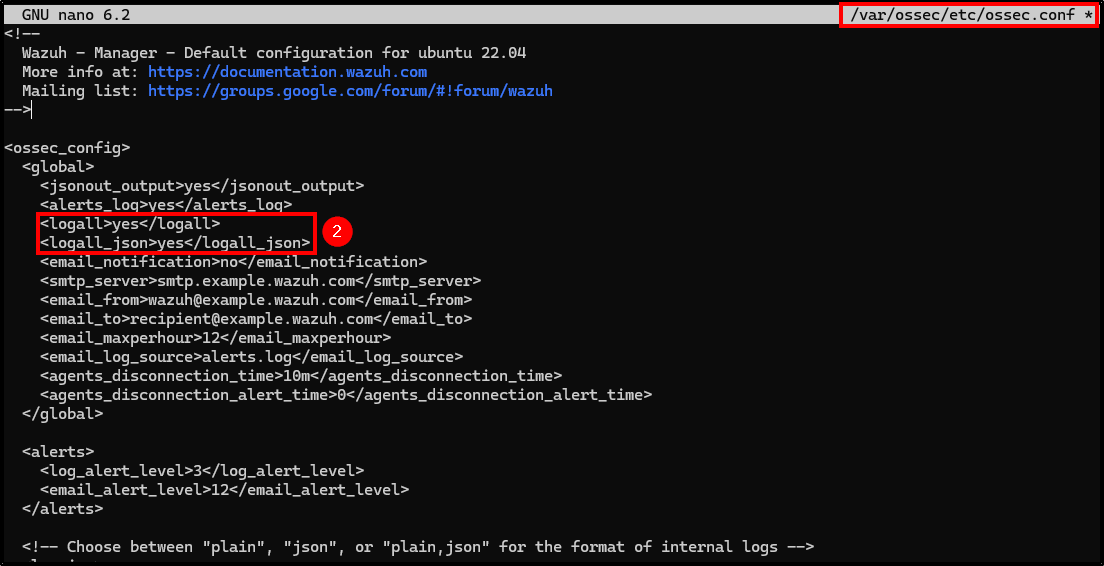 GNU nano 6.2 /var/ossec/etc/ossec.conf *
<!--
  Wazuh - Manager - Default configuration for ubuntu 22.04
  More info at: https://documentation.wazuh.com
  Mailing list: https://groups.google.com/forum/#!forum/wazuh
-->
<ossec_config>
  <global>
    <jsonout_output>yes</jsonout_output>
    <alerts_log>yes</alerts_log>
    <logall>yes</logall>
    <logall_json>yes</logall_json>
2
    <email_notification>no</email_notification>
    <smtp_server>smtp.example.wazuh.com</smtp_server>
    <email_from>wazuh@example.wazuh.com</email_from>
    <email_to>recipient@example.wazuh.com</email_to>
    <email_maxperhour>12</email_maxperhour>
    <email_log_source>alerts.log</email_log_source>
    <agents_disconnection_time>10m</agents_disconnection_time>
    <agents_disconnection_alert_time>0</agents_disconnection_alert_time>
  </global>
  <alerts>
    <log_alert_level>3</log_alert_level>
    <email_alert_level>12</email_alert_level>
  </alerts>
  <!-- Choose between "plain", "json", or "plain,json" for the format of internal logs -->